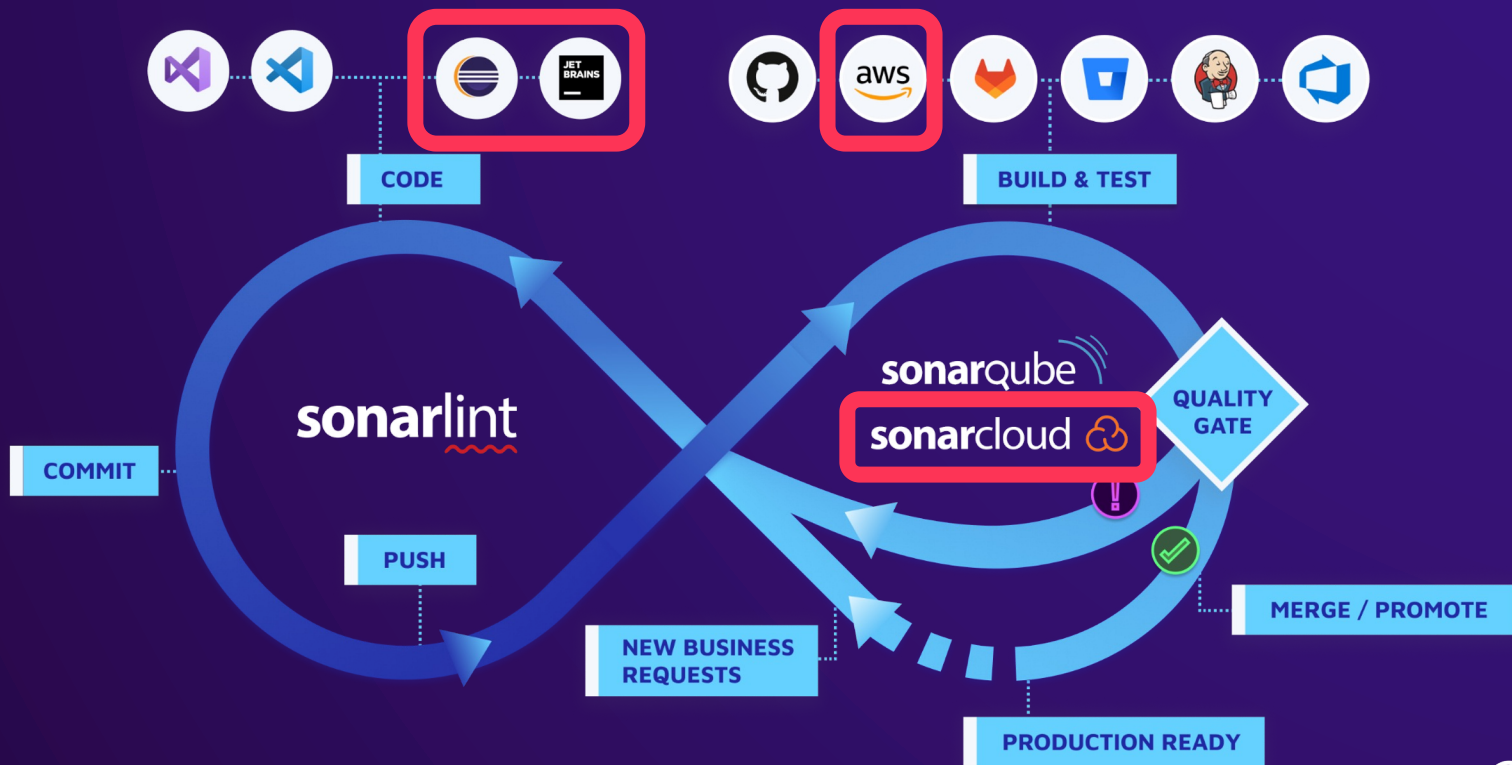 JET
BRAINS
aws
CODE
BUILD & TEST
sonarqube
sonarlint
sonarcloud
QUALITY
GATE
COMMIT
!
PUSH
MERGE / PROMOTE
NEW BUSINESS
REQUESTS
PRODUCTION READY